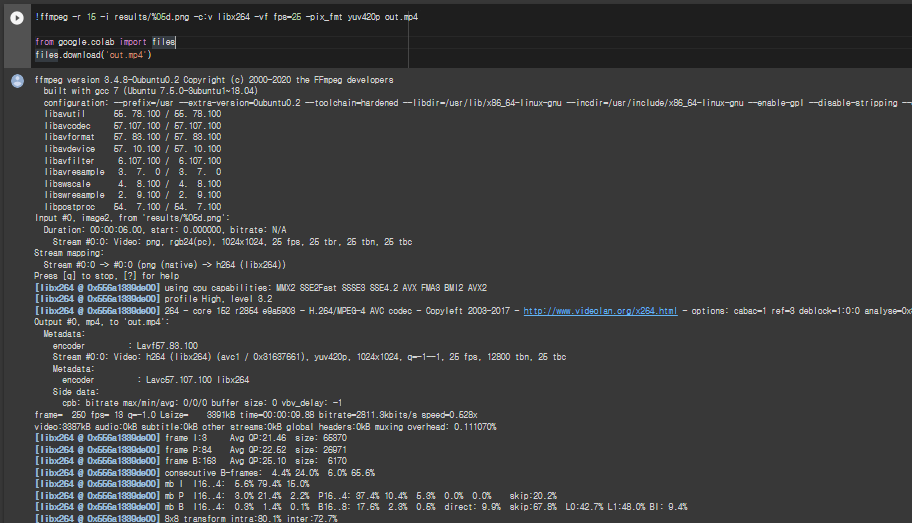 !ffmpeg -r 15 -i results/%05d.png -c:v libx264 -vf fps=25 -pix_fmt yuv420p out.mp4
from google.colab import files
files.download('out.mp4')
ffmpeg version 3.4.8-0ubuntu0.2 Copyright (c) 2000-2020 the FFmpeg developers
built with gcc 7 (Ubuntu 7.5.0-3ubuntu1~18.04)
configuration: --prefix=/usr --extra-version=0ubuntu0.2 --toolchain=hardened --libdir=/usr/lib/x86_64-linux-gnu --incdir=/usr/include/x86_64-linux-gnu --enable-gpl --disable-stripping --
libavutil 55. 78.100 / 55. 78.100
libavcodec 57.107.100 / 57.107.100
libavformat 57. 83.100 / 57. 83.100
libavdevice 57. 10.100 / 57. 10.100
libavfilter 6.107.100 / 6.107.100
libavresample 3. 7. 0 / 3. 7. 0
libswscale 4. 8.100 / 4. 8.100
libswresample 2. 9.100 / 2. 9.100
libpostproc 54. 7.100 / 54. 7.100
Input #0, image2, from 'results/%05d.png':
Duration: 00:00:06.00, start: 0.000000, bitrate: N/A
Stream #0:0: Video: png, rgb24(pc), 1024x1024, 25 fps, 25 tbr, 25 tbn, 25 tbc
Stream mapping:
Stream #0:0 -> #0:0 (png (native) -> h264 (libx264))
Press [q] to stop, [?] for help
[libx264 @ 0x556a1839de00] using cpu capabilities: MMX2 SSE2Fast SSSE3 SSE4.2 AVX FMA3 BMI2 AVX2
[libx264 @ 0x556a1839de00] profile High, level 3.2
[libx264 @ 0x556a1839de00] 264 - core 152 r2854 e9a5903 - H.264/MPEG-4 AVC codec - Copyleft 2003-2017 - http://www.videolan.org/x264.html - options: cabac=1 ref=3 deblock=1:0:0 analyse=0x
Output #0, mp4, to 'out.mp4':
Metadata:
encoder : Lavf57.83.100
Stream #0:0: Video: h264 (libx264) (avc1 / 0x31637661), yuv420p, 1024x1024, q=-1--1, 25 fps, 12800 tbn, 25 tbc
Metadata:
encoder : Lavc57.107.100 libx264
Side data:
cpb: bitrate max/min/avg: 0/0/0 buffer size: 0 vbv_delay: -1
frame= 250 fps= 13 q=-1.0 Lsize= 3391kB time=00:00:09.88 bitrate=2811.3kbits/s speed=0.528x
video:3387kB audio:0kB subtitle:0kB other streams:0kB global headers:0kB muxing overhead: 0.111070%
[libx264 @ 0x556a1839de00] frame I:3 Avg QP:21.46 size: 65370
[libx264 @ 0x556a1839de00] frame P:84 Avg QP:22.52 size: 26971
[libx264 @ 0x556a1839de00] frame B:163 Avg QP:25.10 size: 6170
[libx264 @ 0x556a1839de00] consecutive B-frames: 4.4% 24.0% 6.0% 65.6%
[libx264 @ 0x556a1839de00] mb I I16..4: 5.6% 79.4% 15.0%
[libx264 @ 0x556a1839de00] mb P I16..4: 3.0% 21.4% 2.2% P16..4: 37.4% 10.4% 5.3% 0.0% 0.0% skip:20.2%
[libx264 @ 0x556a1839de00] mb B I16..4: 0.3% 1.4% 0.1% B16..8: 17.6% 2.3% 0.5% direct: 9.9% skip:67.8% L0:42.7% L1:48.0% BI: 9.4%
[libx264 @ 0x556a1839de00] 8x8 transform intra:80.1% inter:72.7%